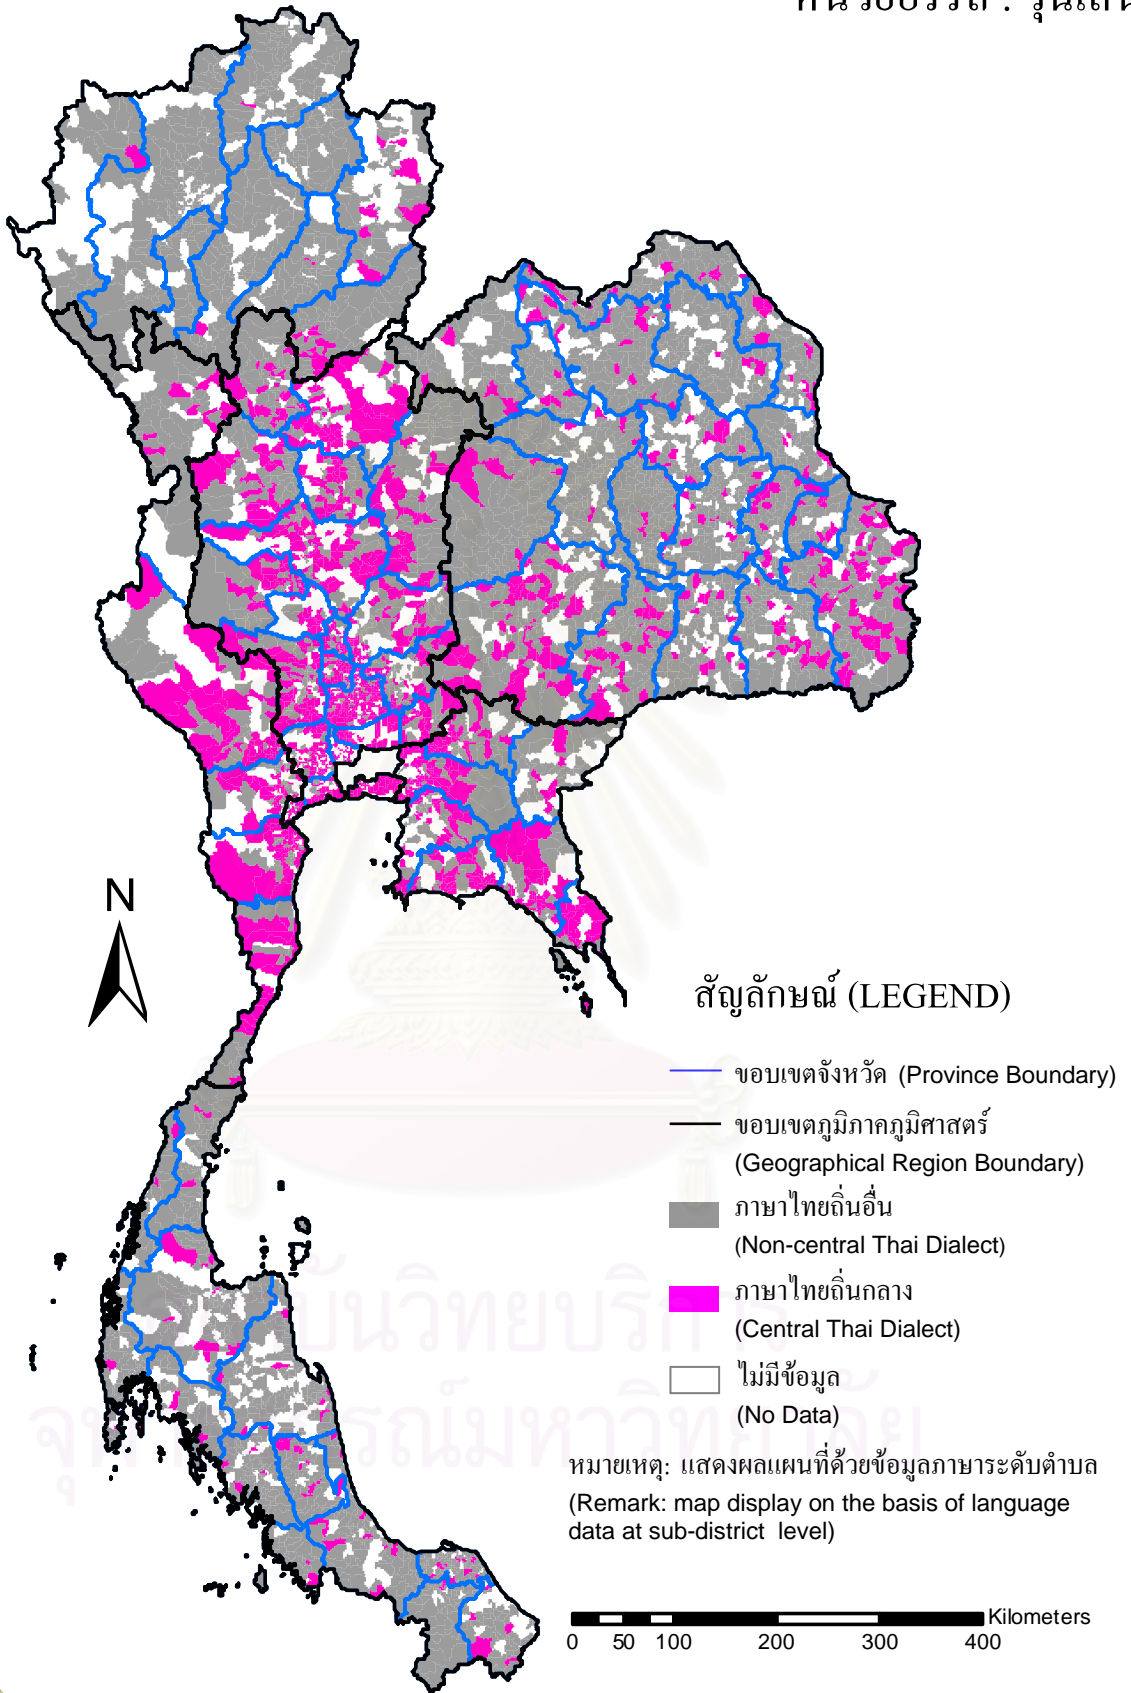 N
สัญลักษณ์ (LEGEND)
ขอบเขตจังหวัด (Province Boundary)
ขอบเขตภูมิภาคภูมิศาสตร์
(Geographical Region Boundary)
ภาษาไทยถิ่นอื่น
(Non-central Thai Dialect)
ภาษาไทยถิ่นกลาง
(Central Thai Dialect)
ไม่มีข้อมูล
(No Data)
หมายเหตุ: แสดงผลแผนที่ด้วยข้อมูลภาษาระดับตำบล
(Remark: map display on the basis of language
data at sub-district level)
Kilometers
0 50 100 200 300 400